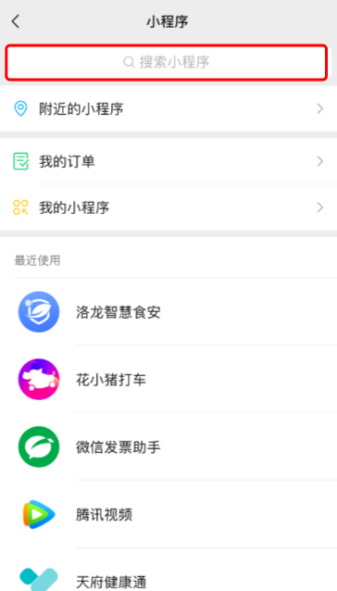 小程序
搜索小程序
附近的小程序
我的订单
我的小程序
最近使用
洛龙智慧食安
花小猪打车
微信发票助手
腾讯视频
天府健康通